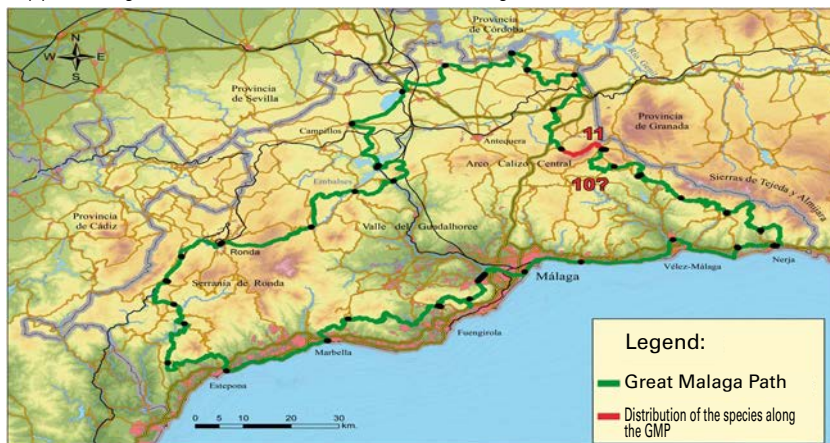 Provincia
de Córdoba
N
W E
S
Río Genil
Provincia
de Sevilla
Campillos
Antequera
11
Provincia
de Granada
Arco Calizo Central
10?
Embalses
Sierras de Tejeda y Almijara
Provincia
de Cádiz
Valle del Guadalhorce
Ronda
Serranía de Ronda
Málaga
Vélez-Málaga
Nerja
Fuengirola
Marbella
Estepona
0 5 10 20 30
km.
Legend:
Great Malaga Path
Distribution of the species along
the GMP